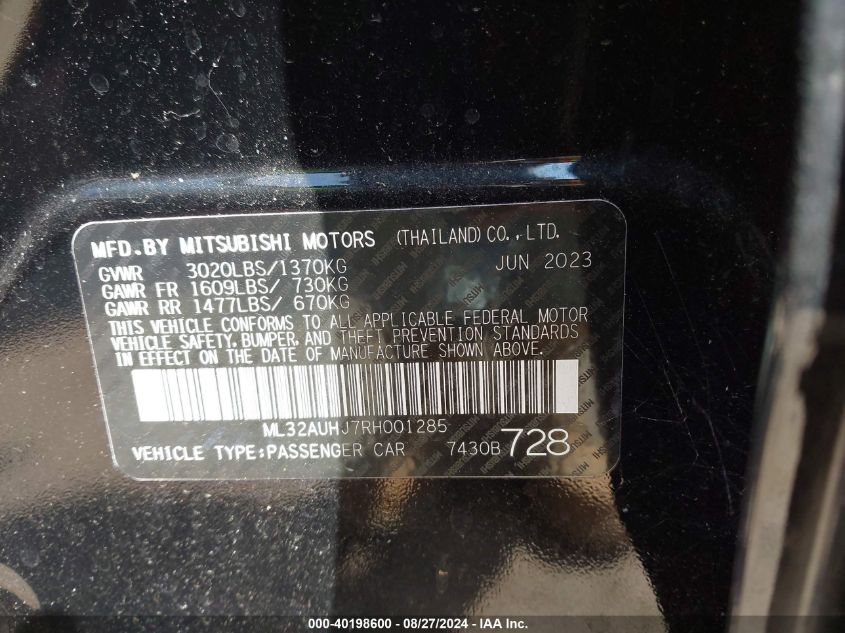 MFD.BY MITSUBISHI MOTORS (THAILAND)CO.,LTD.
GVWR 3020LBS/1370KG JUN 2023
GAWR FR 1609LBS/ 730KG
GAWR RR 1477LBS/ 670KG
THIS VEHICLE CONFORMS TO ALL APPLICABLE FEDERAL MOTOR
VEHICLE SAFETY, BUMPER, AND THEFT PREVENTION STANDARDS
IN EFFECT ON THE DATE OF MANUFACTURE SHOWN ABOVE.
ML32AUHJ7RH001285
VEHICLE TYPE:PASSENGER CAR 7430B 728
000-40198600 / 08/27/2024 / IAA Inc.